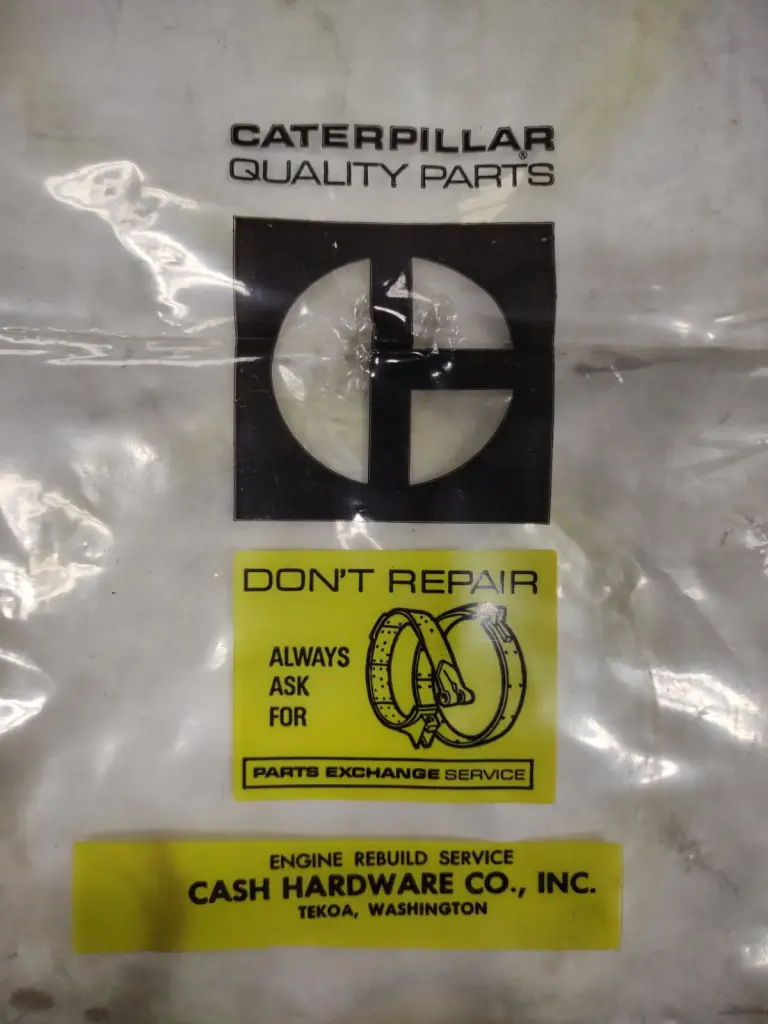 CATERPILLAR®
QUALITY PARTS
DON'T REPAIR
ALWAYS
ASK
FOR
PARTS EXCHANGE SERVICE
ENGINE REBUILD SERVICE
CASH HARDWARE CO., INC.
TEKOA, WASHINGTON